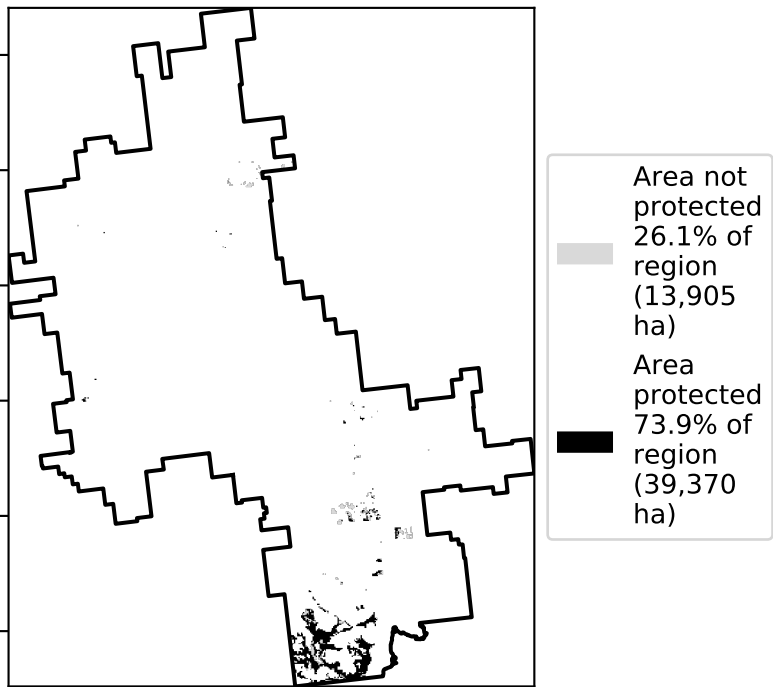 Area not
protected
26.1% of
region
(13,905
ha)
Area
protected
73.9% of
region
(39,370
ha)